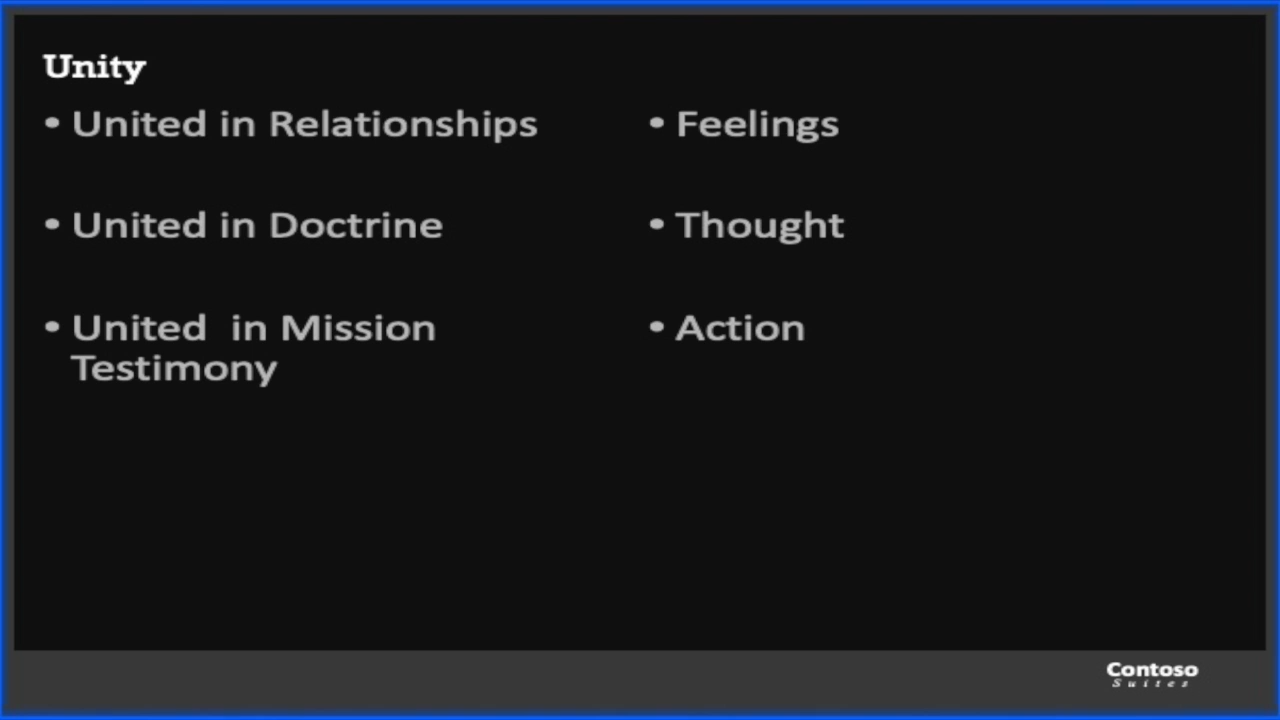 Unity
• United in Relationships
• Feelings
• United in Doctrine
• Thought
• United  in Mission
Testimony
• Action
Contoso
Suites